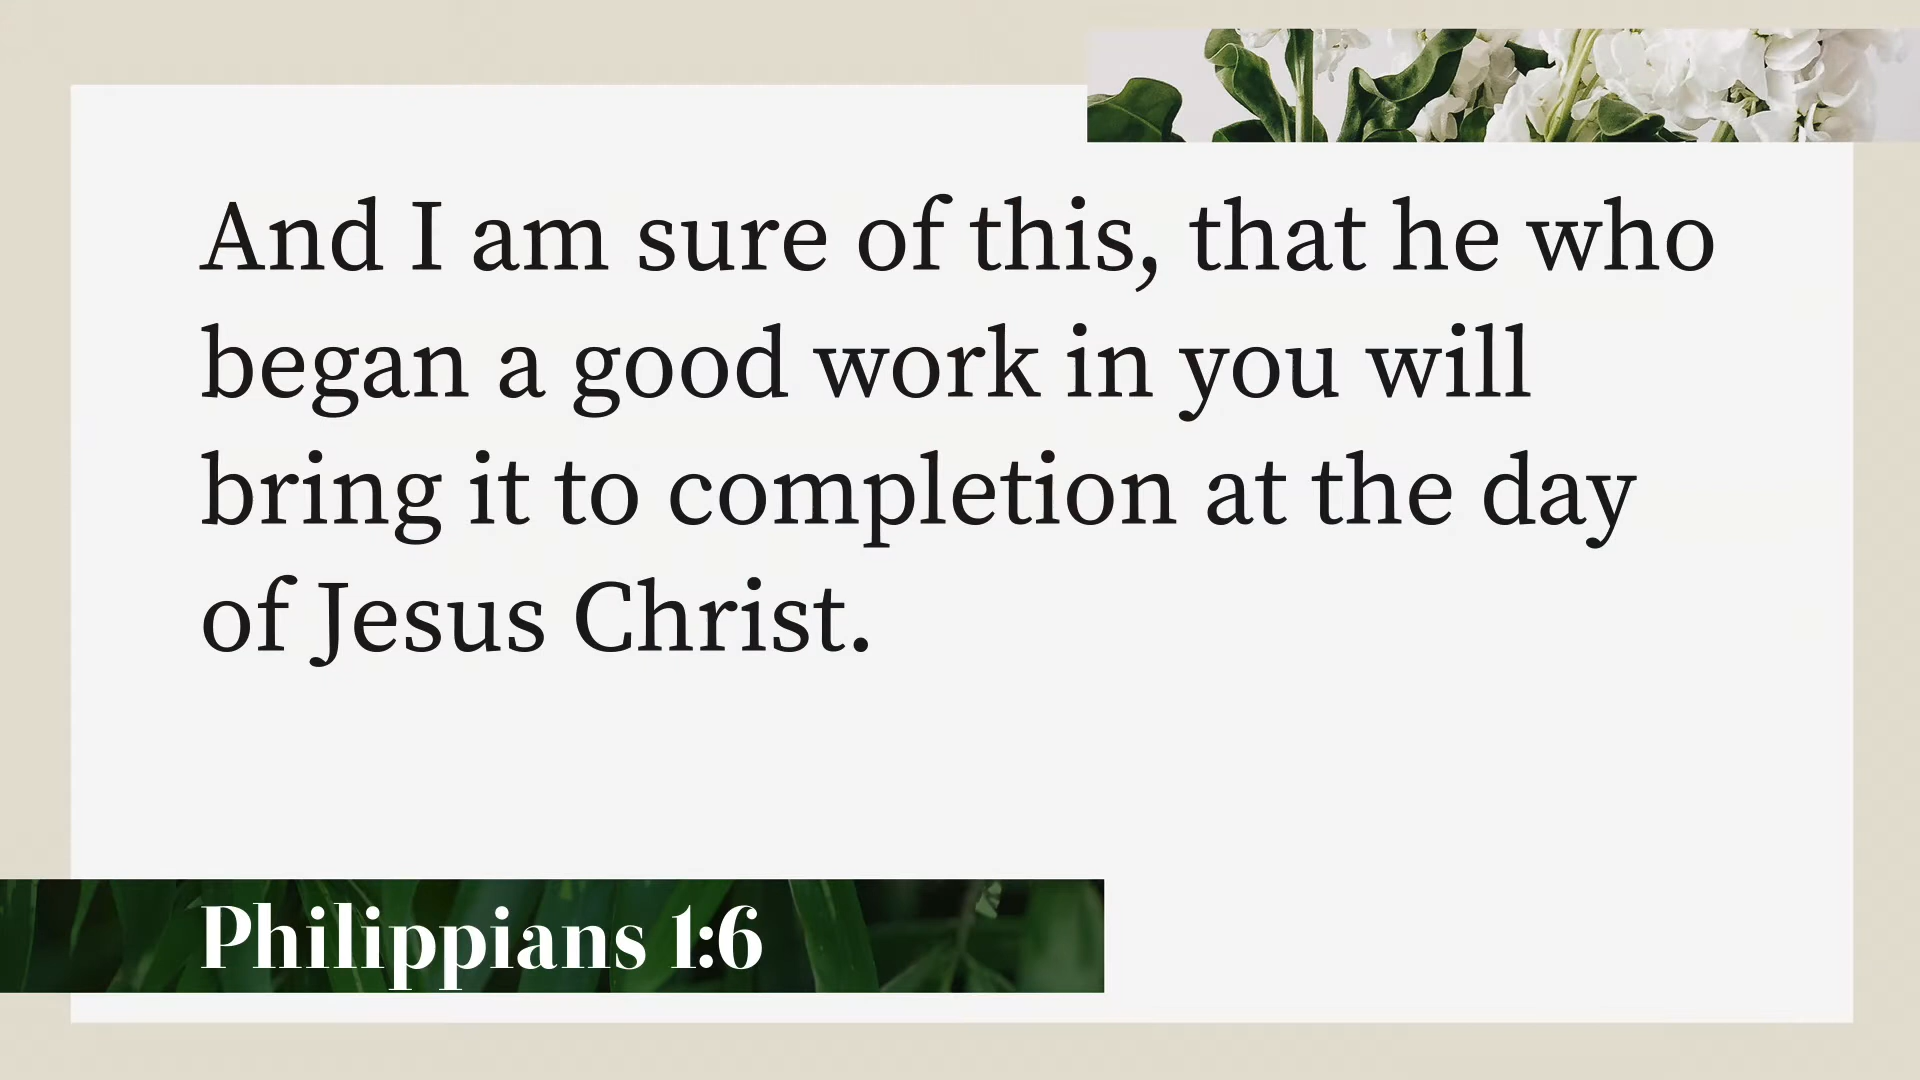 And I am sure of this, that he who
began a good work in you will
bring it to completion at the day
of Jesus Christ.
Philippians 1:6